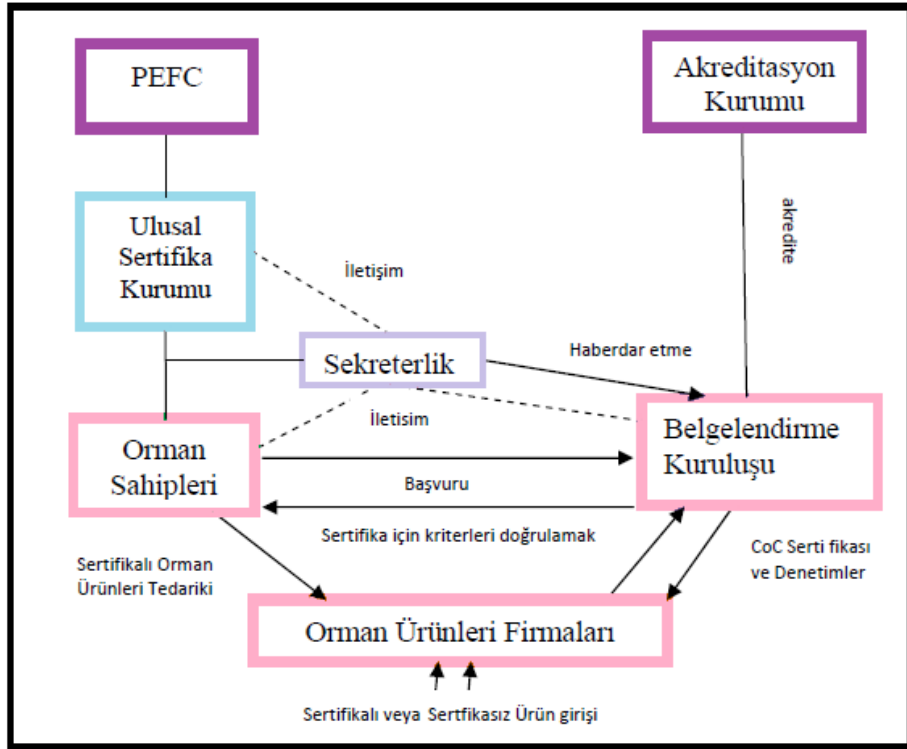 PEFC
Akreditasyon
Kurumu
Ulusal
Sertifika
Kurumu
akredite
İletişim
Sekreterlik
Haberdar etme
İletisim
Orman
Sahipleri
Belgelendirme
Kuruluşu
Başvuru
Sertifika için kriterleri doğrulamak
Sertifikalı Orman
Ürünleri Tedariki
CoC Serti fikası
ve Denetimler
Orman Ürünleri Firmaları
Sertifikalı veya Sertfikasız Ürün girişi